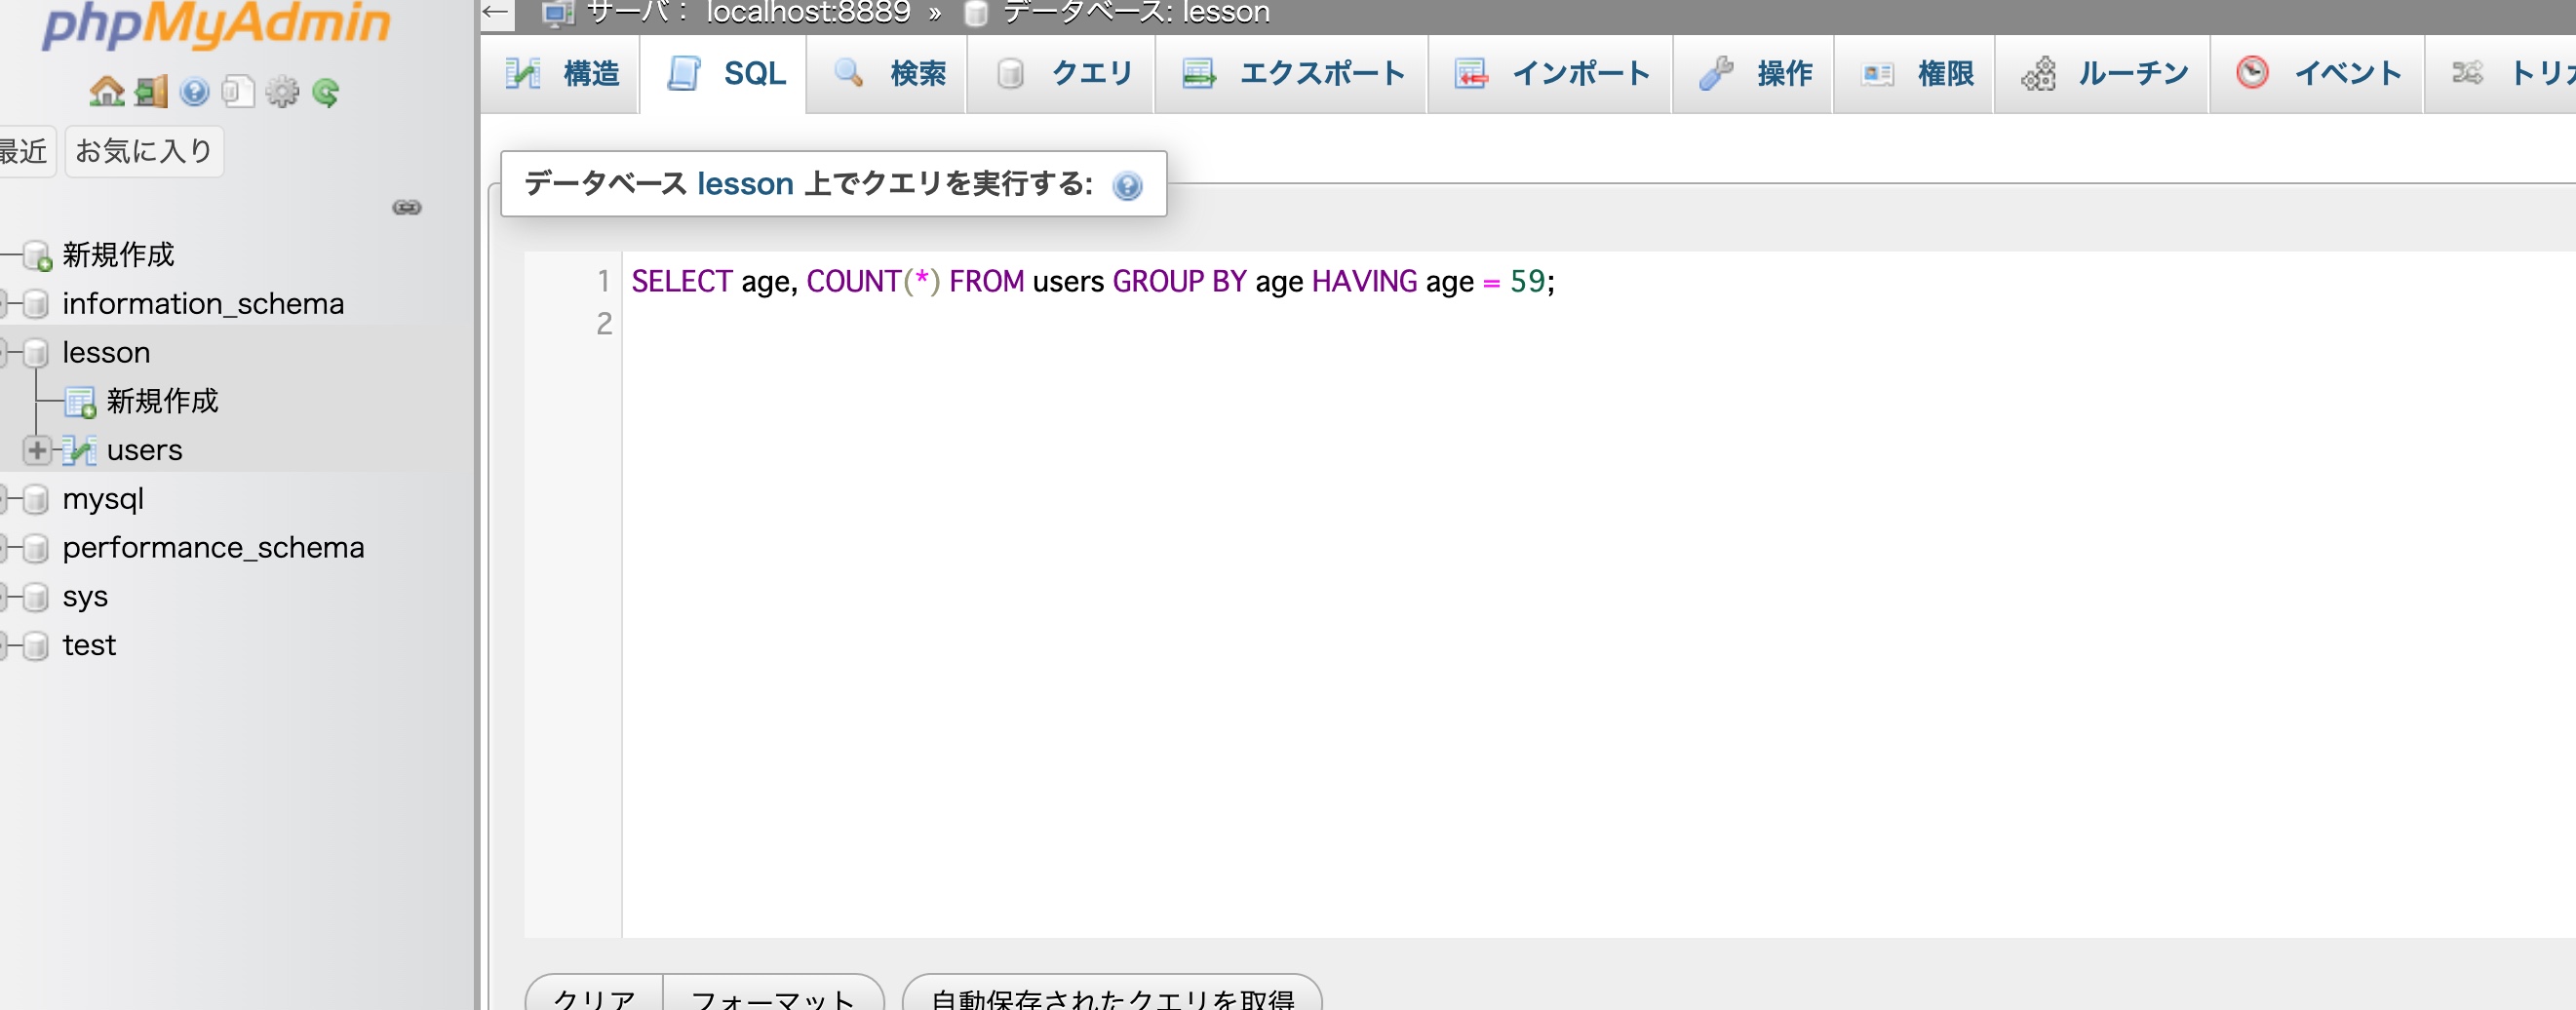 phpMyAdmin
最近 お気に入り
新規作成
information_schema
lesson
新規作成
users
mysql
performance_schema
sys
test
← サーバ: localhost:8889 » データベース: lesson
構造 SQL 検索 クエリ エクスポート インポート 操作 権限 ルーチン イベント
データベース lesson 上でクエリを実行する:
1 SELECT age, COUNT(*) FROM users GROUP BY age HAVING age = 59;
2
クリア フォーマット 自動保存されたクエリを取得